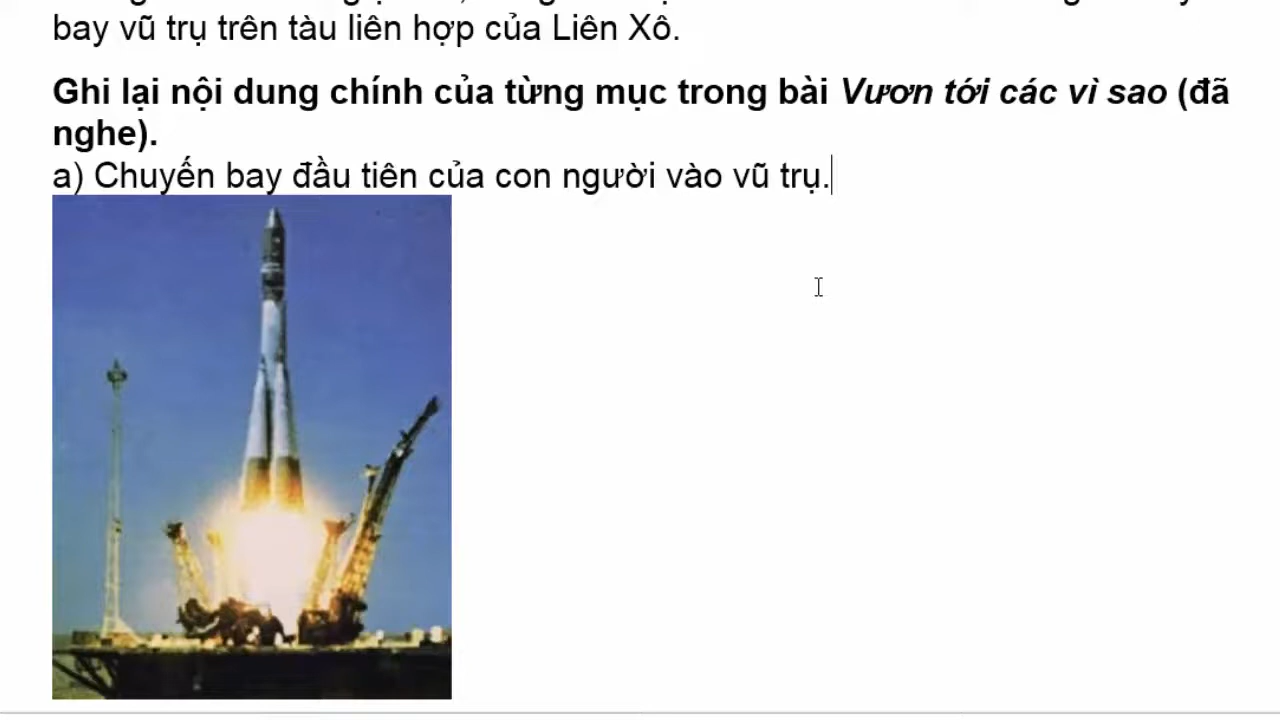 bay vũ trụ trên tàu liên hợp của Liên Xô.
Ghi lại nội dung chính của từng mục trong bài Vươn tới các vì sao (đã
nghe).
a) Chuyến bay đầu tiên của con người vào vũ trụ.